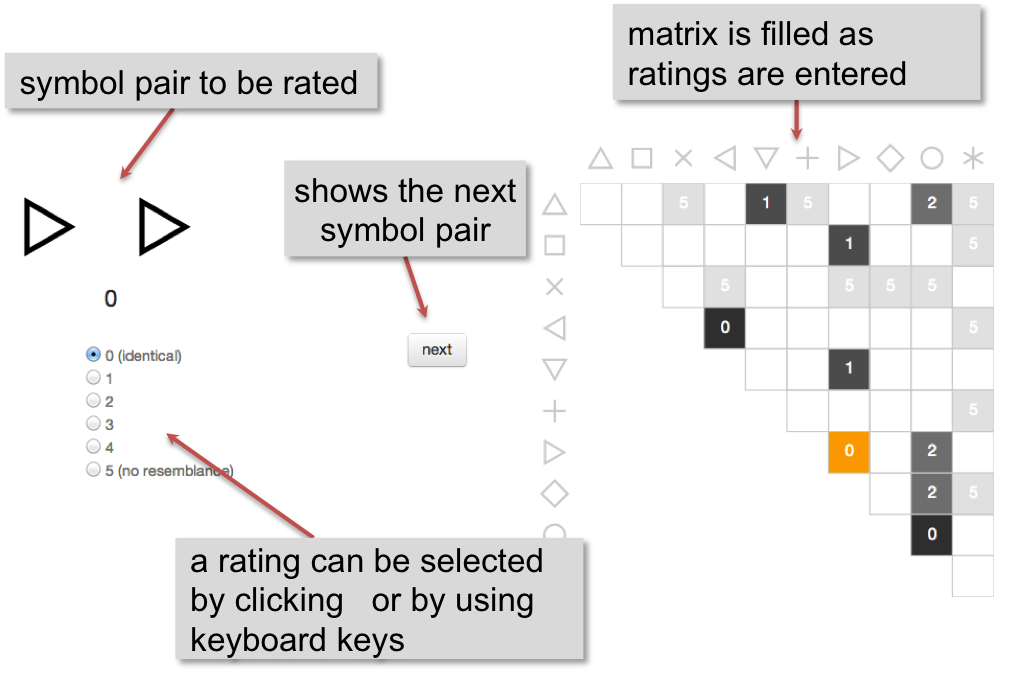 matrix is filled as
ratings are entered
symbol pair to be rated
shows the next
symbol pair
0
0 (identical)
1
2
3
4
5 (no resemblance)
next
a rating can be selected
by clicking   or by using
keyboard keys
5 1 5 2 5
1 5
5 5 5 5
0 5
1
5
0 2
2 5
0